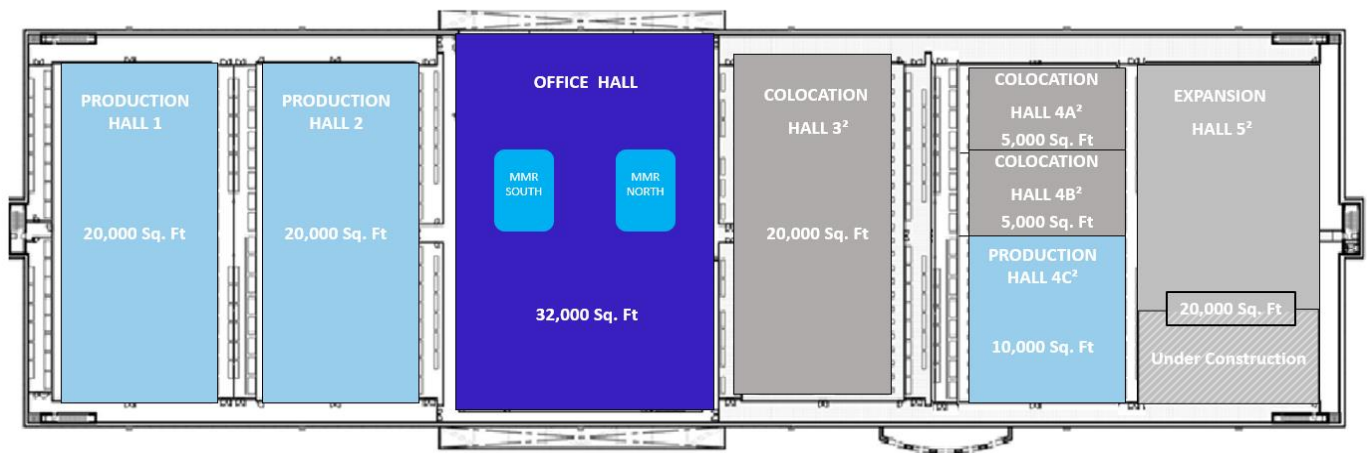 PRODUCTION
HALL 1
20,000 Sq. Ft
PRODUCTION
HALL 2
20,000 Sq. Ft
OFFICE HALL
MMR
SOUTH
MMR
NORTH
32,000 Sq. Ft
COLOCATION
HALL 3²
20,000 Sq. Ft
COLOCATION
HALL 4A²
5,000 Sq. Ft
COLOCATION
HALL 4B²
5,000 Sq. Ft
PRODUCTION
HALL 4C²
10,000 Sq. Ft
EXPANSION
HALL 5²
20,000 Sq. Ft
Under Construction